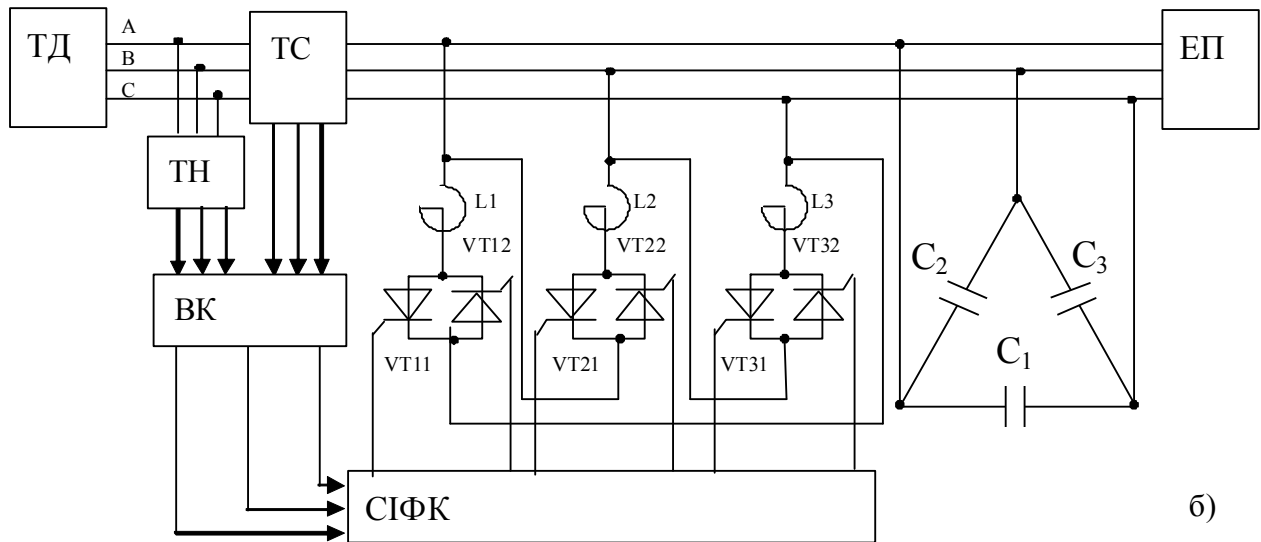 ТД
A
B
C
ТС
ЕП
ТН
L1
L2
L3
VT12
VT22
VT32
C₂
C₃
ВК
C₁
VT11
VT21
VT31
СІФК
б)